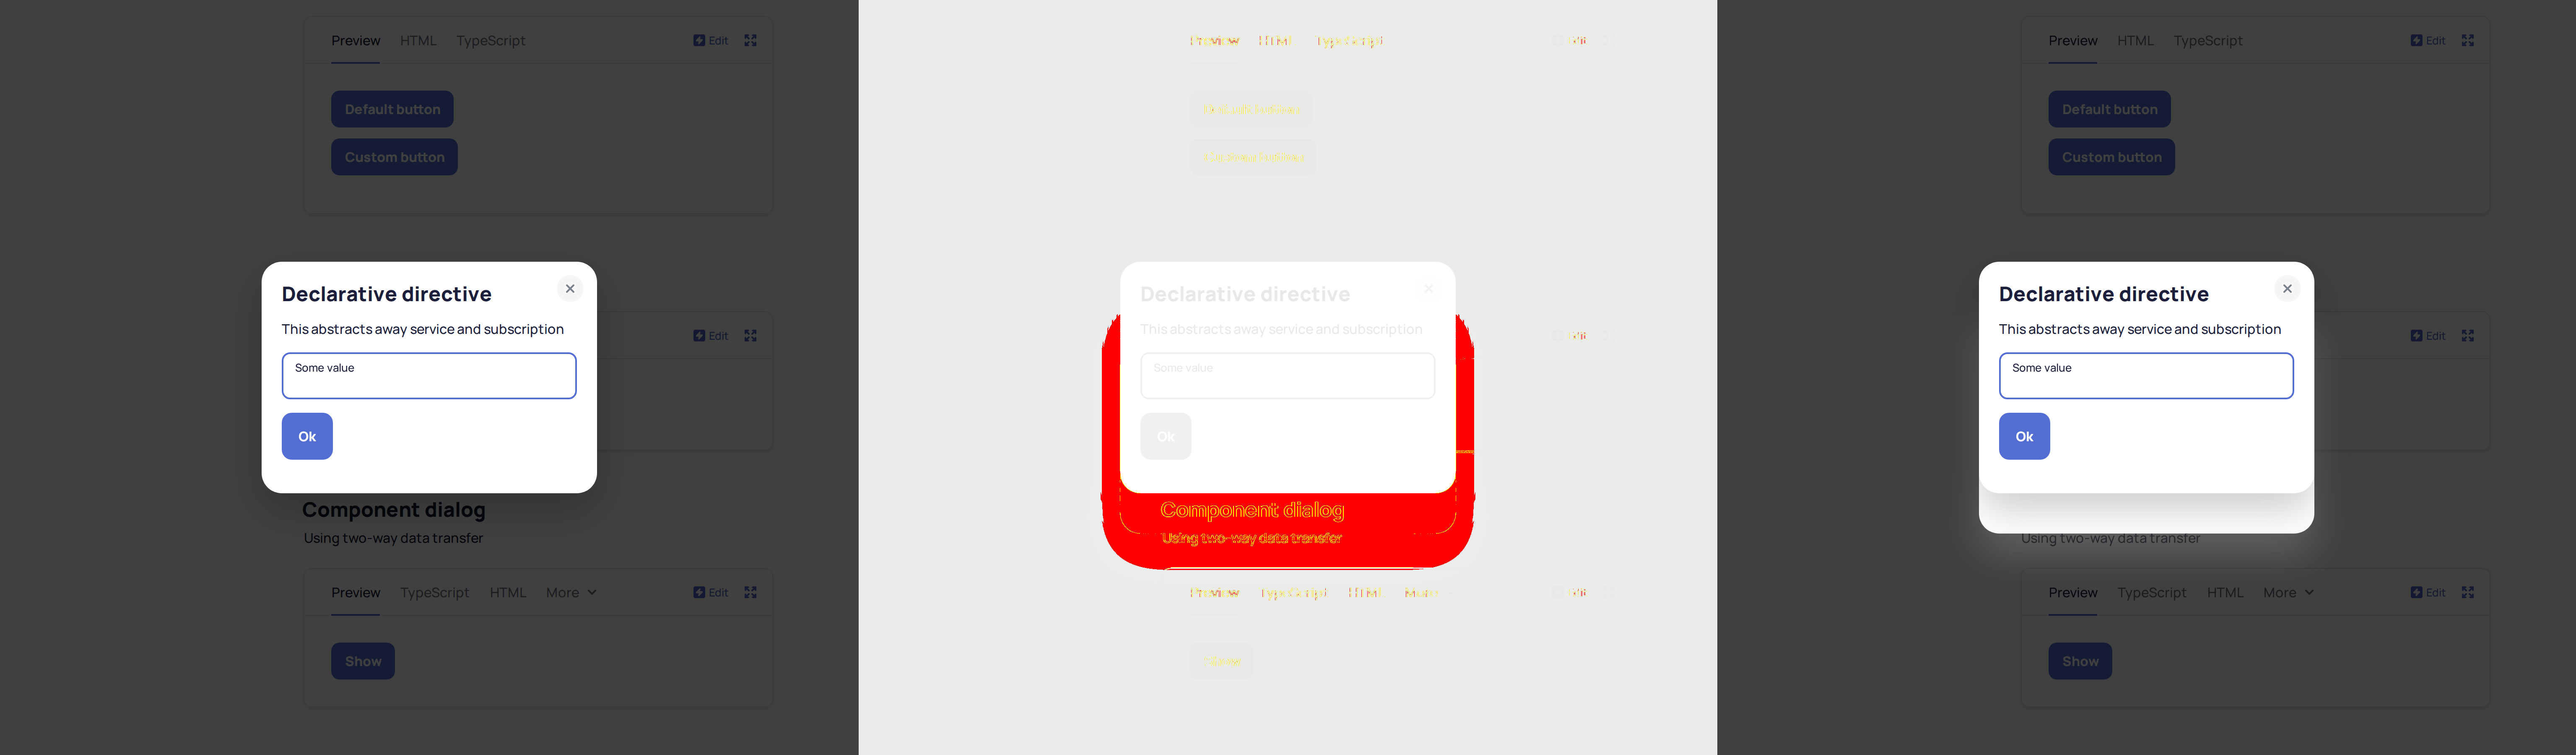 Preview HTML TypeScript Edit
Default button
Custom button
Edit
Declarative directive
This abstracts away service and subscription
Some value
Ok
Component dialog
Using two-way data transfer
Preview TypeScript HTML More Edit
Show
Preview HTML TypeScript Edit
Default button
Custom button
Edit
Declarative directive
This abstracts away service and subscription
Some value
Ok
Component dialog
Using two-way data transfer
Preview TypeScript HTML More Edit
Show
Preview HTML TypeScript Edit
Default button
Custom button
Edit
Declarative directive
This abstracts away service and subscription
Some value
Ok
Using two-way data transfer
Preview TypeScript HTML More Edit
Show